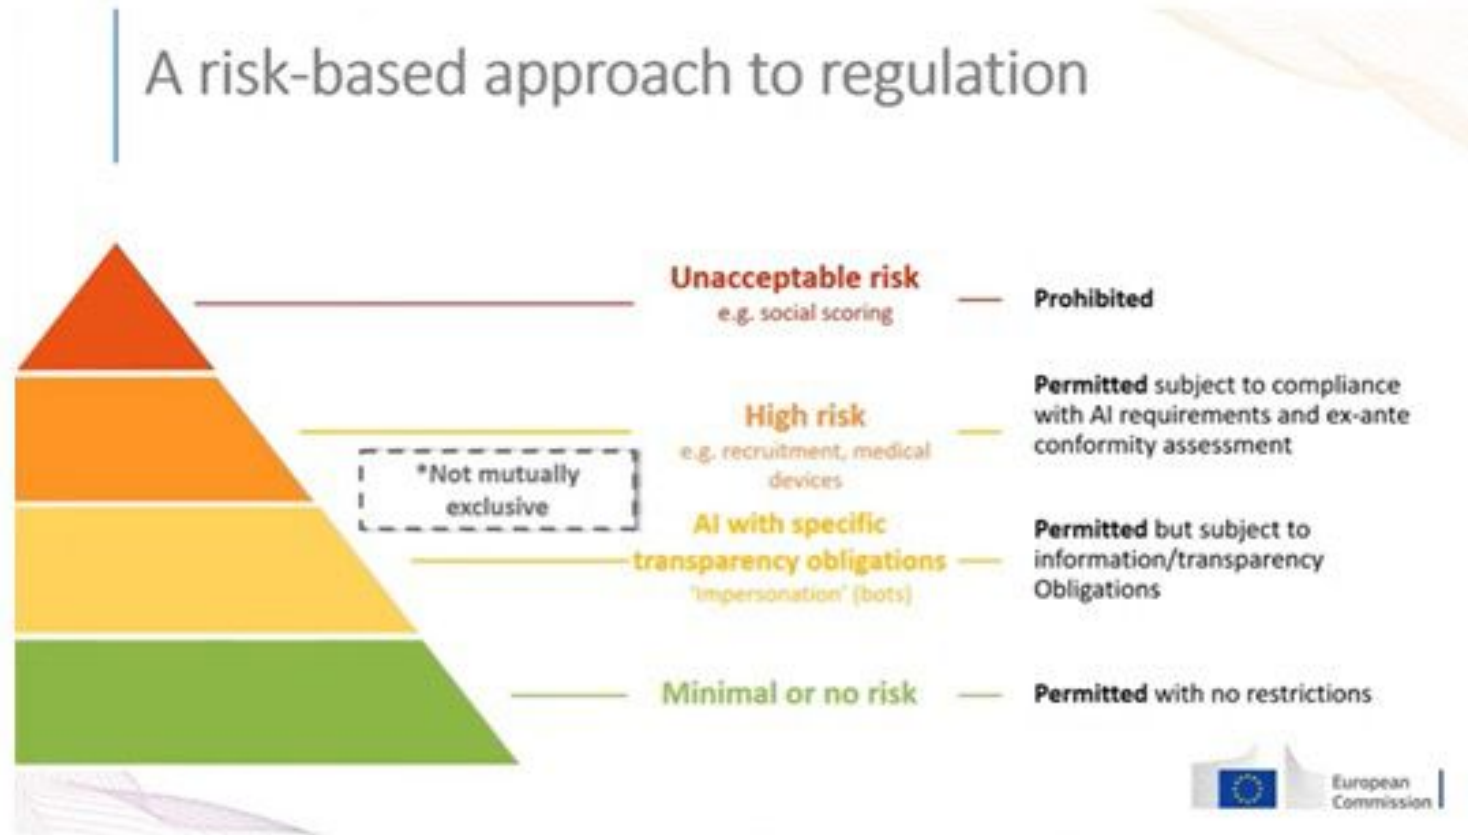 A risk-based approach to regulation
Unacceptable risk
e.g. social scoring
Prohibited
High risk
e.g. recruitment, medical
devices
Permitted subject to compliance
with AI requirements and ex-ante
conformity assessment
*Not mutually
exclusive
AI with specific
transparency obligations
'Impersonation' (bots)
Permitted but subject to
information/transparency
Obligations
Minimal or no risk
Permitted with no restrictions
European
Commission